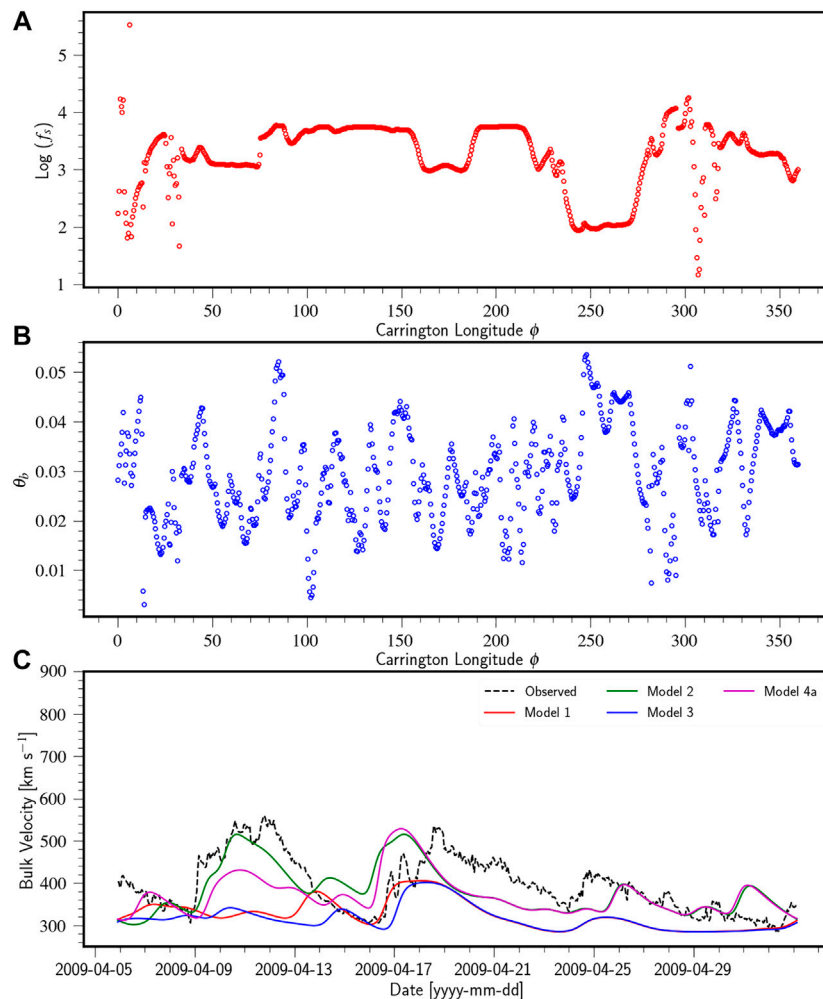 A
5
4
3
2
1
Log (f_s)
0 50 100 150 200 250 300 350
Carrington Longitude ϕ
B
0.05
0.04
0.03
0.02
0.01
θ_b
0 50 100 150 200 250 300 350
Carrington Longitude ϕ
C
900
800
700
600
500
400
300
Bulk Velocity [km s⁻¹]
Observed Model 2 Model 4a
Model 1 Model 3
2009-04-05 2009-04-09 2009-04-13 2009-04-17 2009-04-21 2009-04-25 2009-04-29
Date [yyyy-mm-dd]